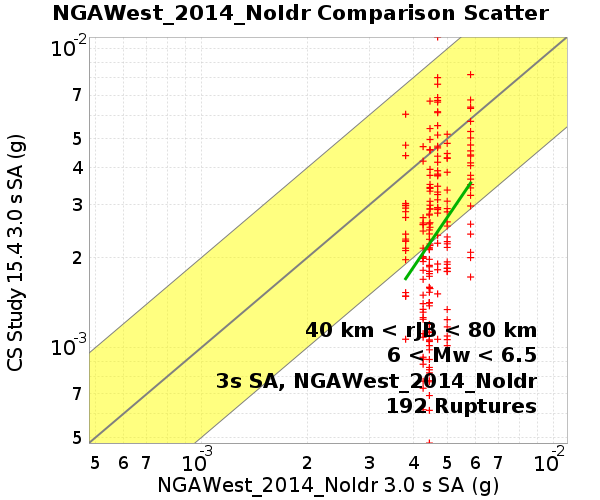 NGAWest_2014_NoIdr Comparison Scatter
CS Study 15.4 3.0 s SA (g)
10-2
7
5
4
3
2
10-3
7
5
40 km < rJB < 80 km
6 < Mw < 6.5
3s SA, NGAWest_2014_NoIdr
192 Ruptures
5 6 7 10-3 2 3 4 5 6 7 10-2
NGAWest_2014_NoIdr 3.0 s SA (g)